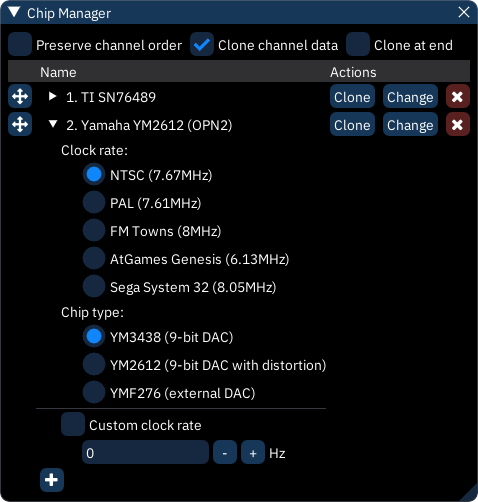 Chip Manager
Preserve channel order Clone channel data Clone at end
Name Actions
1. TI SN76489 Clone Change
2. Yamaha YM2612 (OPN2) Clone Change
Clock rate:
NTSC (7.67MHz)
PAL (7.61MHz)
FM Towns (8MHz)
AtGames Genesis (6.13MHz)
Sega System 32 (8.05MHz)
Chip type:
YM3438 (9-bit DAC)
YM2612 (9-bit DAC with distortion)
YMF276 (external DAC)
Custom clock rate
0 - + Hz